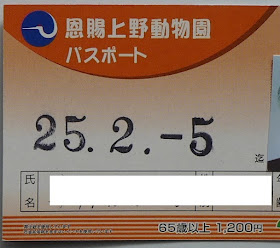 恩賜上野動物園
パスポート
25. 2. -5
迄
氏
名
65歳以上 1,200円